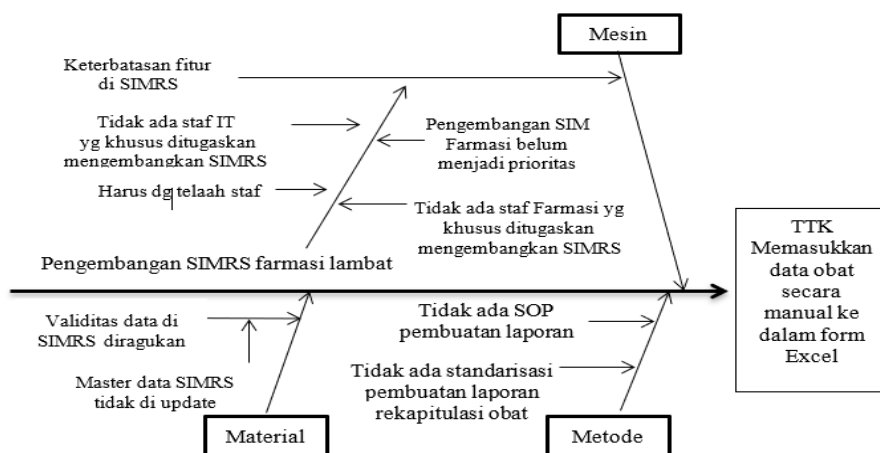 Mesin
Keterbatasan fitur
di SIMRS
Tidak ada staf IT
yg khusus ditugaskan
mengembangkan SIMRS
Pengembangan SIM
Farmasi belum
menjadi prioritas
Harus dg telaah staf
Tidak ada staf Farmasi yg
khusus ditugaskan
mengembangkan SIMRS
Pengembangan SIMRS farmasi lambat
TTK
Memasukkan
data obat
secara
manual ke
dalam form
Excel
Validitas data di
SIMRS diragukan
Master data SIMRS
tidak di update
Tidak ada SOP
pembuatan laporan
Tidak ada standarisasi
pembuatan laporan
rekapitulasi obat
Material
Metode